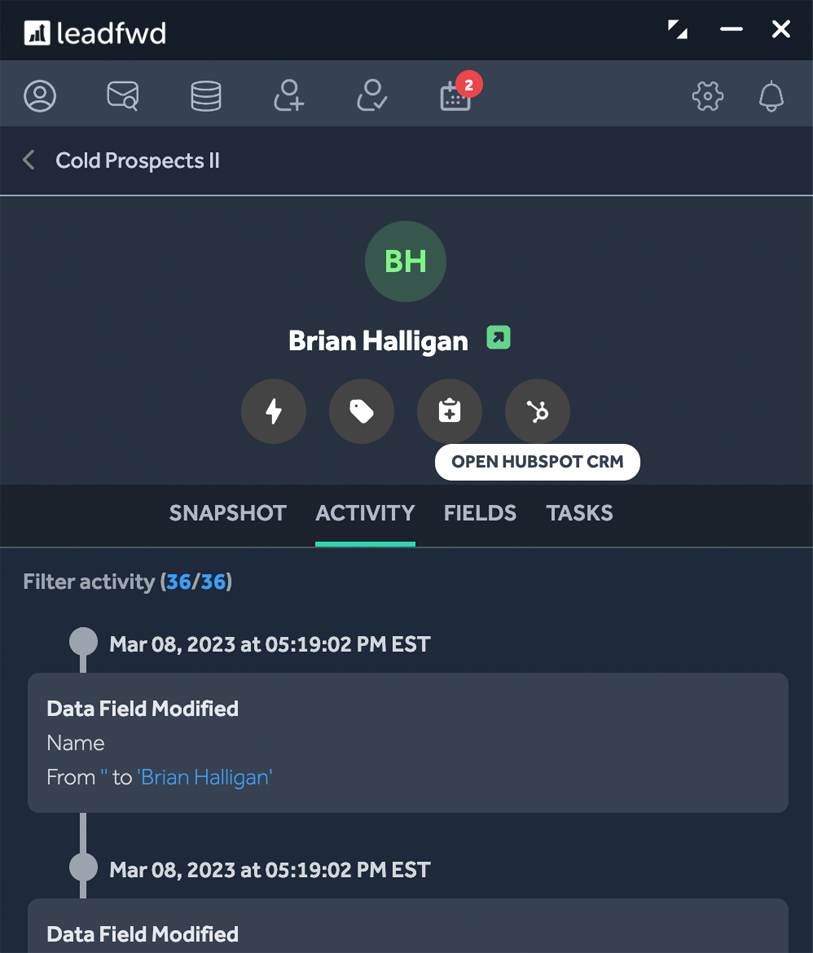 leadfwd
2
Cold Prospects II
BH
Brian Halligan
OPEN HUBSPOT CRM
SNAPSHOT ACTIVITY FIELDS TASKS
Filter activity (36/36)
Mar 08, 2023 at 05:19:02 PM EST
Data Field Modified
Name
From '' to 'Brian Halligan'
Mar 08, 2023 at 05:19:02 PM EST
Data Field Modified